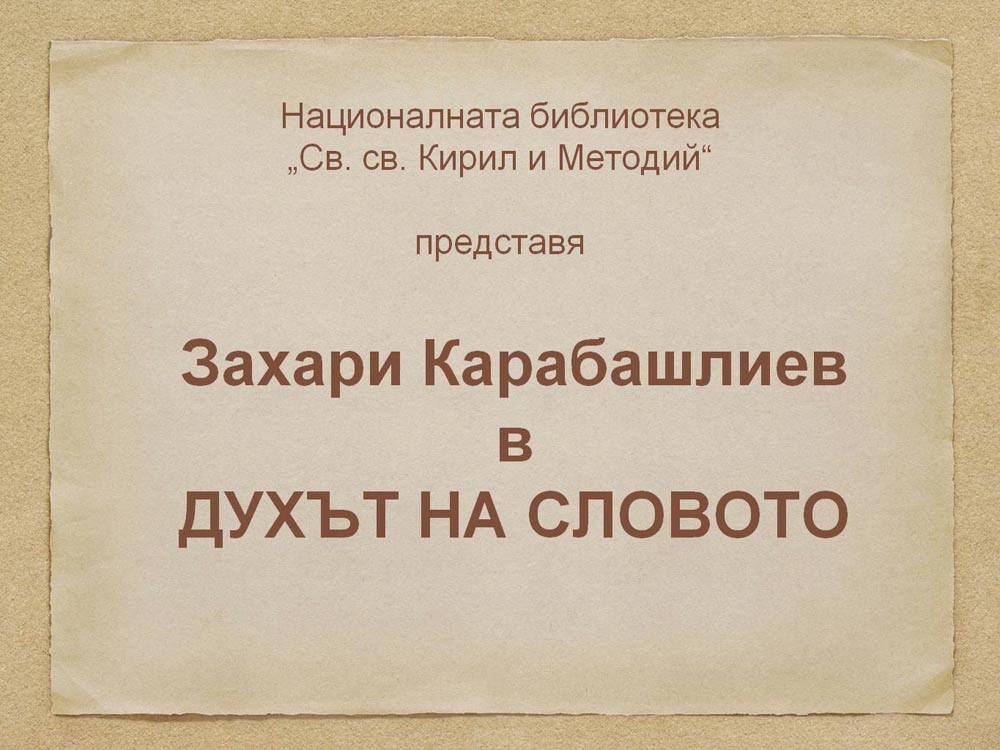 Националната библиотека
„Св. св. Кирил и Методий“
представя
Захари Карабашлиев
в
ДУХЪТ НА СЛОВОТО